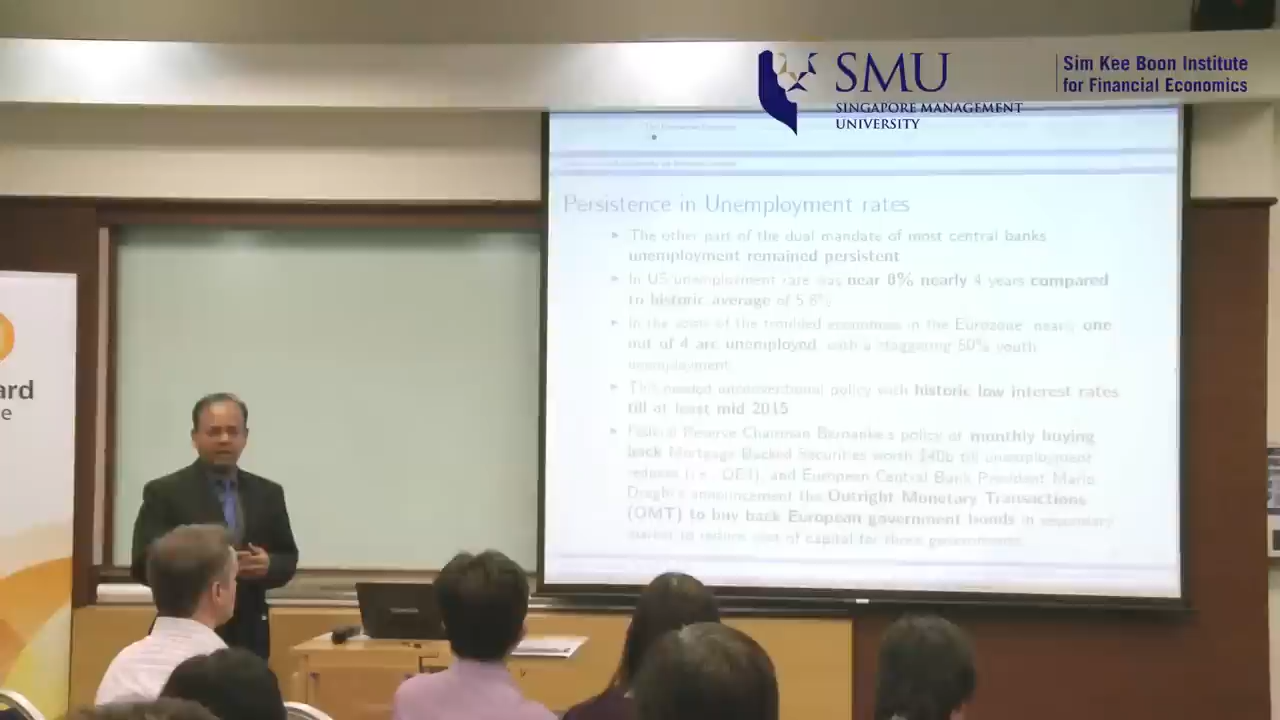 SMU
SINGAPORE MANAGEMENT
UNIVERSITY
Sim Kee Boon Institute
for Financial Economics
Persistence in Unemployment rates
The other part of the dual mandate of most central banks
unemployment remained persistent
In US unemployment rate was near 8% nearly 4 years compared
to historic average of 5.8%
In the some of the troubled economies in the Eurozone nearly one
out of 4 are unemployed with a staggering 50% youth
unemployment
This needed unconventional policy with historic low interest rates
till at least mid 2015
Federal Reserve Chairman Bernanke's policy of monthly buying
back Mortgage Backed Securities worth $40b till unemployment
reduces (i.e., and European Central Bank President Mario
Draghi's announcement the Outright Monetary Transactions
(OMT) to buy back European government bonds in secondary
market to reduce cost of capital for these governments
ard
e